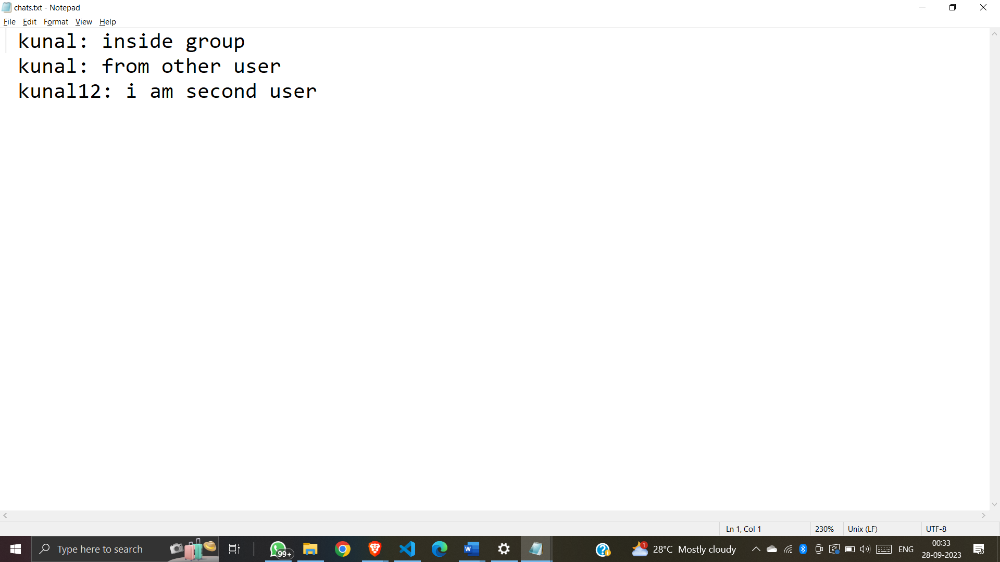 chats.txt - Notepad
File Edit Format View Help
kunal: inside group
kunal: from other user
kunal12: i am second user
Ln 1, Col 1 230% Unix (LF) UTF-8
Type here to search 99+ W 1 28°C Mostly cloudy ENG 00:33
28-09-2023